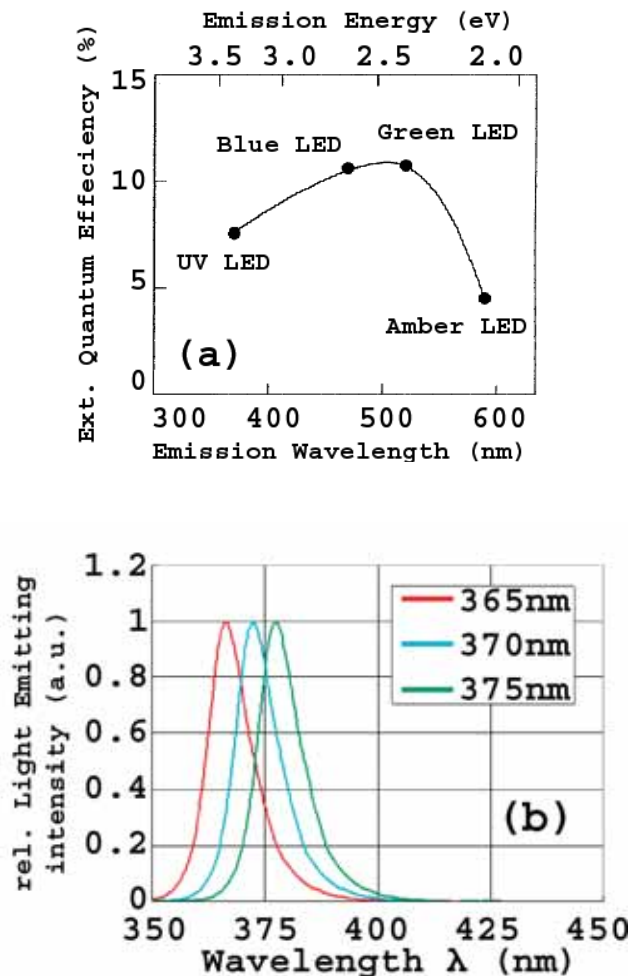 Emission Energy (eV)
3.5 3.0 2.5 2.0
Ext. Quantum Effeciency (%)
15
10
5
0
Blue LED
Green LED
UV LED
Amber LED
(a)
300 400 500 600
Emission Wavelength (nm)
rel. Light Emitting
intensity (a.u.)
1.2
1
0.8
0.6
0.4
0.2
0
365nm
370nm
375nm
(b)
350 375 400 425 450
Wavelength λ (nm)